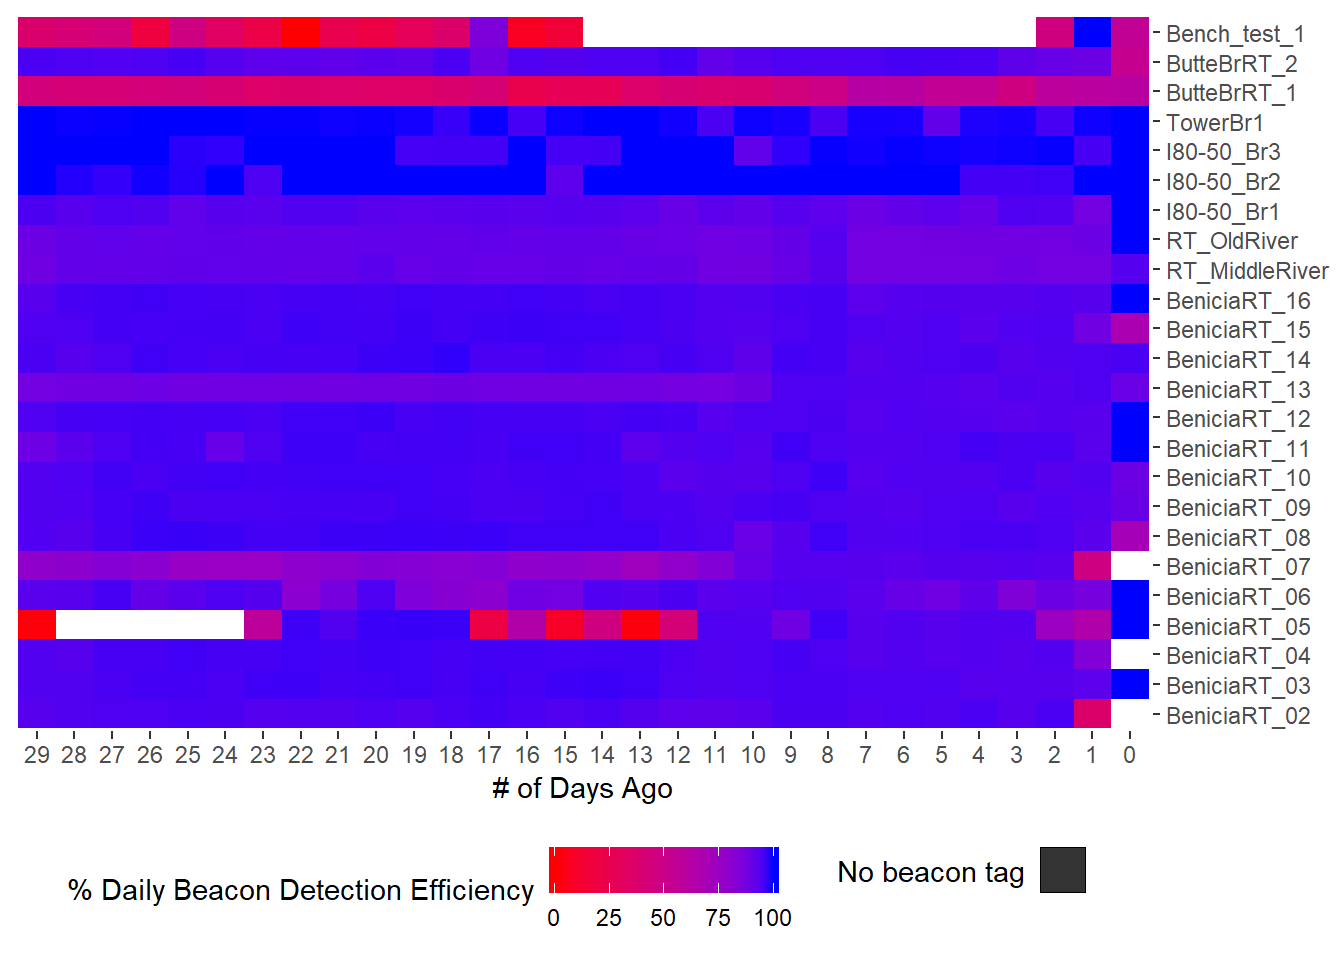 Bench_test_1
ButteBrRT_2
ButteBrRT_1
TowerBr1
I80-50_Br3
I80-50_Br2
I80-50_Br1
RT_OldRiver
RT_MiddleRiver
BeniciaRT_16
BeniciaRT_15
BeniciaRT_14
BeniciaRT_13
BeniciaRT_12
BeniciaRT_11
BeniciaRT_10
BeniciaRT_09
BeniciaRT_08
BeniciaRT_07
BeniciaRT_06
BeniciaRT_05
BeniciaRT_04
BeniciaRT_03
BeniciaRT_02
29 28 27 26 25 24 23 22 21 20 19 18 17 16 15 14 13 12 11 10 9 8 7 6 5 4 3 2 1 0
# of Days Ago
% Daily Beacon Detection Efficiency
0 25 50 75 100
No beacon tag